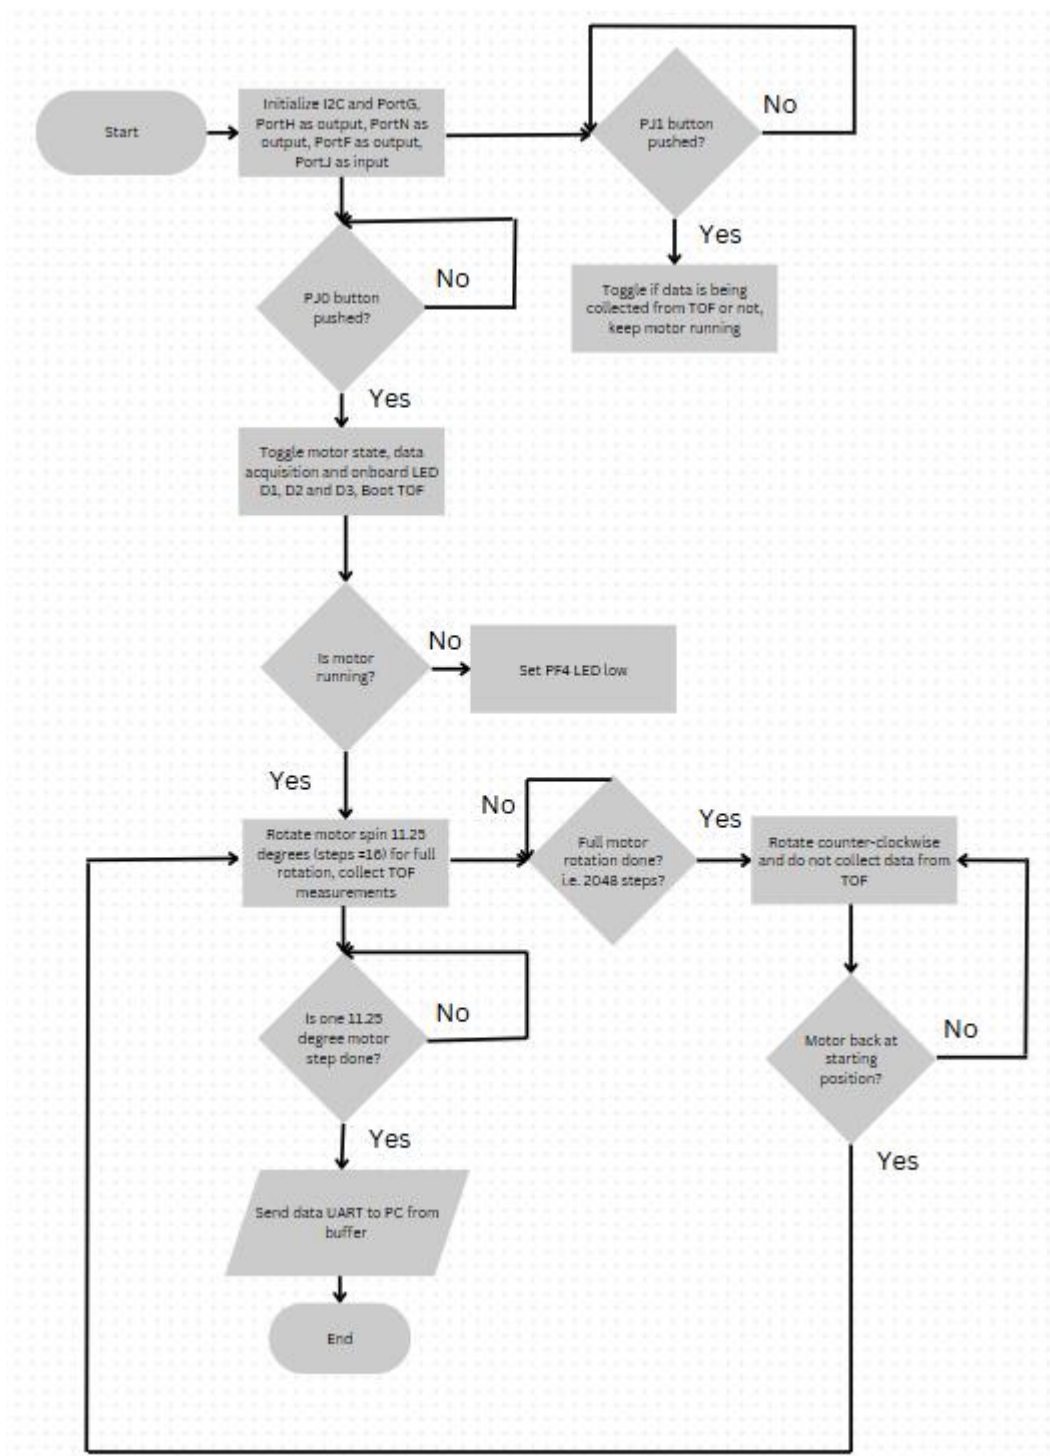 Start
Initialize I2C and PortG,
PortH as output, PortN as
output, PortF as output,
PortJ as input
PJ1 button
pushed?
No
Yes
Toggle if data is being
collected from TOF or not,
keep motor running
PJ0 button
pushed?
No
Yes
Toggle motor state, data
acquisition and onboard LED
D1, D2 and D3, Boot TOF
Is motor
running?
No
Set PF4 LED low
Yes
Rotate motor spin 11.25
degrees (steps =16) for full
rotation, collect TOF
measurements
No
Full motor
rotation done?
i.e. 2048 steps?
Yes
Rotate counter-clockwise
and do not collect data from
TOF
Is one 11.25
degree motor
step done?
No
Motor back at
starting
position?
No
Yes
Yes
Send data UART to PC from
buffer
End